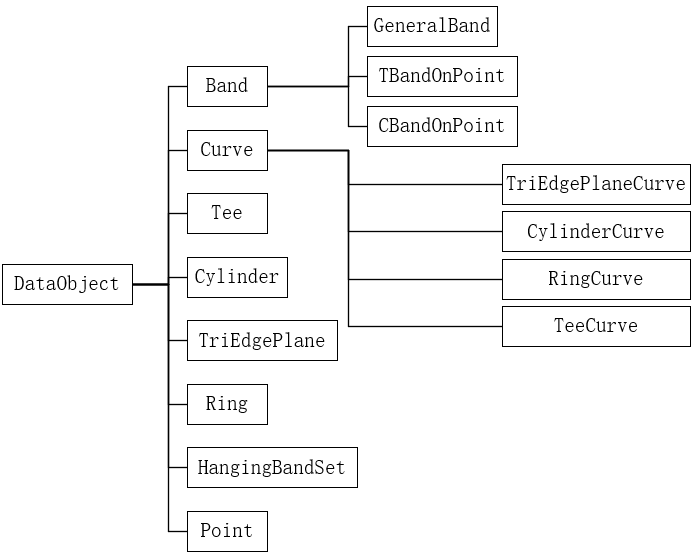 GeneralBand
TBandOnPoint
Band
CBandOnPoint
Curve
TriEdgePlaneCurve
Tee
CylinderCurve
Cylinder
RingCurve
DataObject
TeeCurve
TriEdgePlane
Ring
HangingBandSet
Point